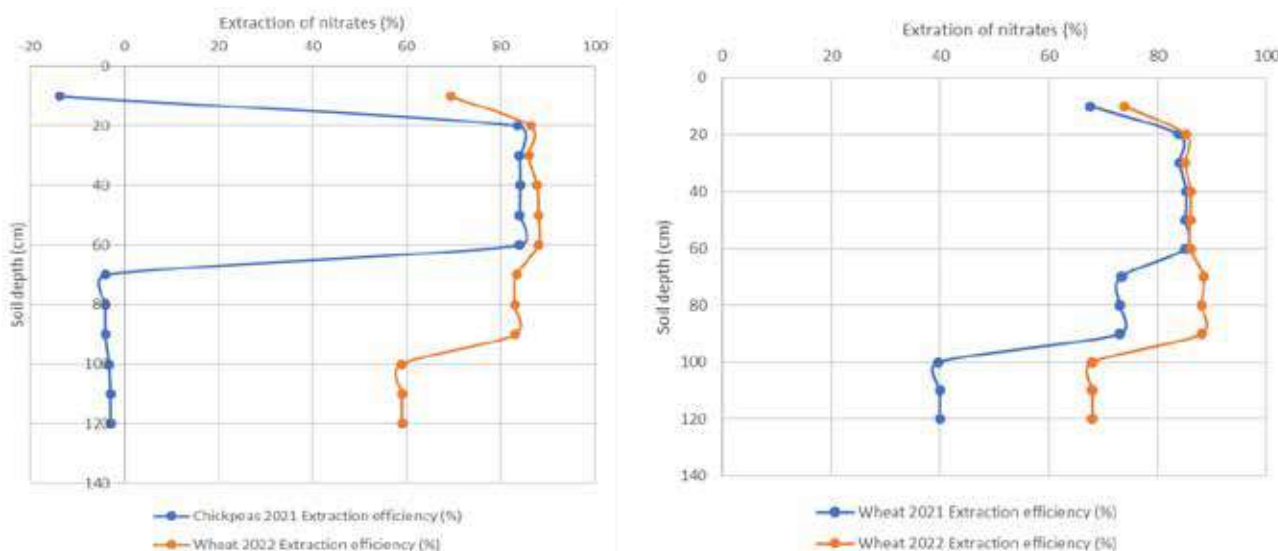 Extraction of nitrates (%)
-20 0 20 40 60 80 100
0
20
40
60
80
100
120
140
Soil depth (cm)
Chickpeas 2021 Extraction efficiency (%)
Wheat 2022 Extraction efficiency (%)
Extration of nitrates (%)
0 20 40 60 80 100
0
20
40
60
80
100
120
140
Soil depth (cm)
Wheat 2021 Extraction efficiency (%)
Wheat 2022 Extraction efficiency (%)